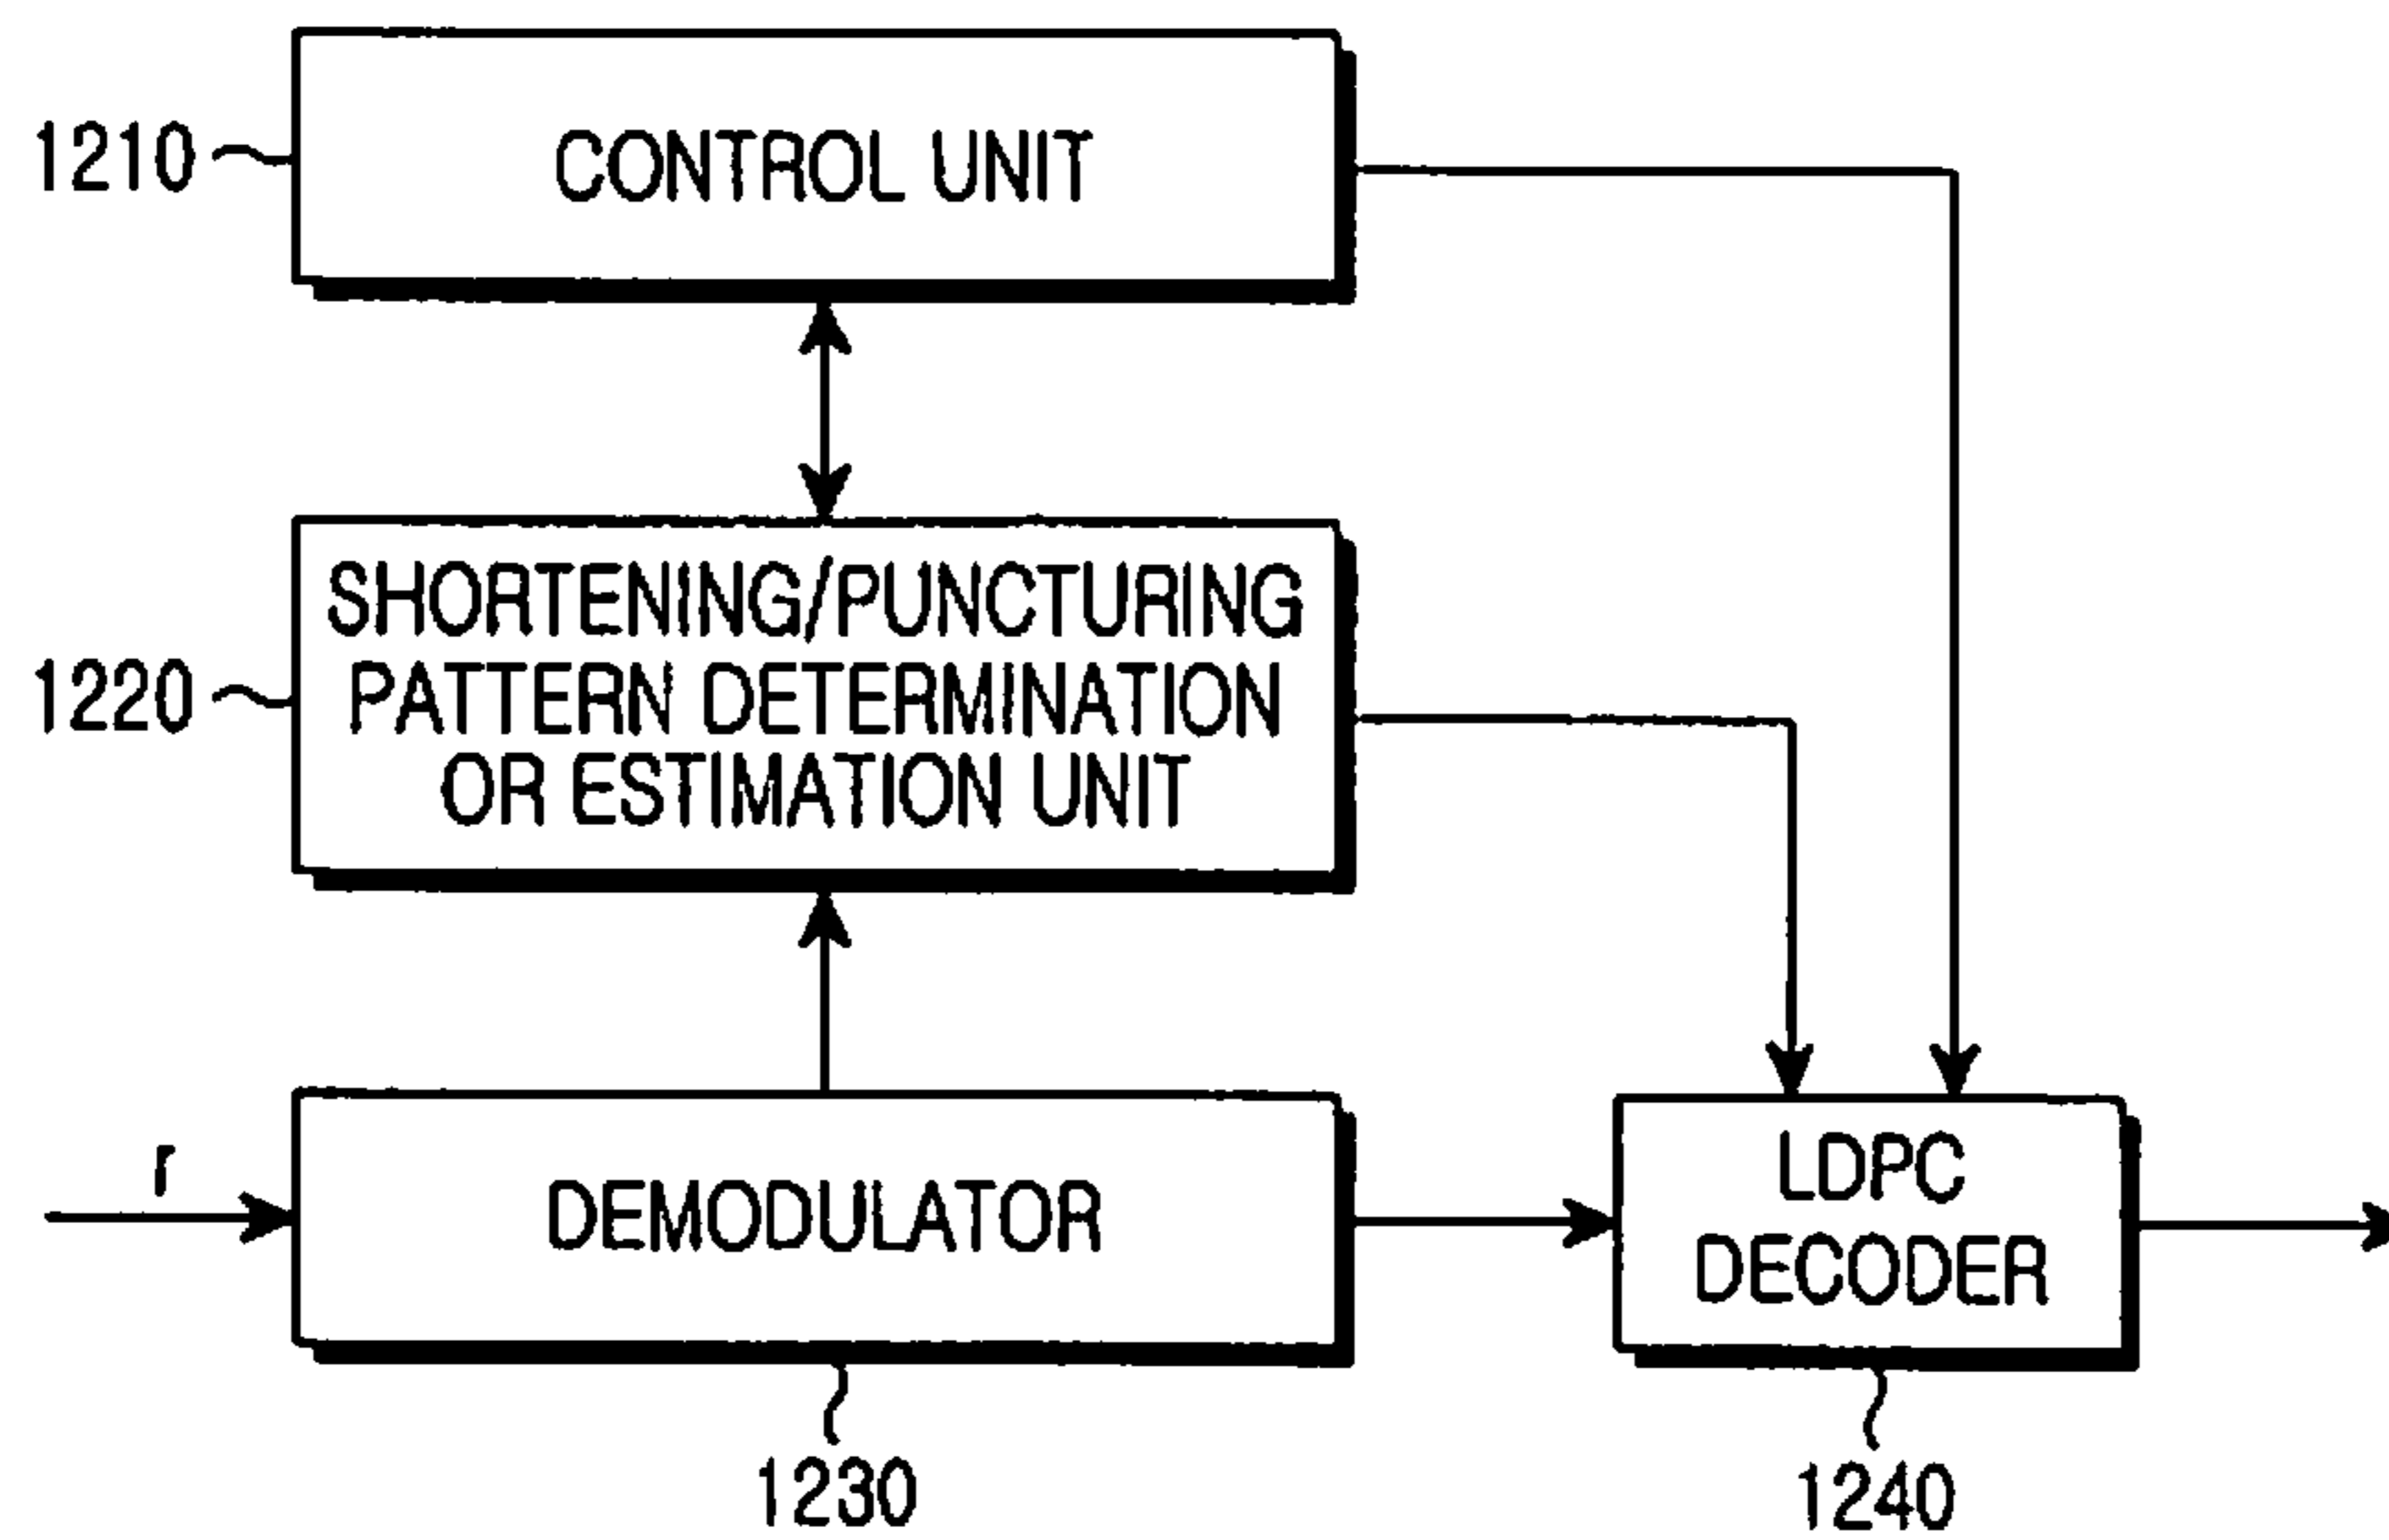 1210
CONTROL UNIT
1220
SHORTENING/PUNCTURING
PATTERN DETERMINATION
OR ESTIMATION UNIT
r
DEMODULATOR
LDPC
DECODER
1230
1240